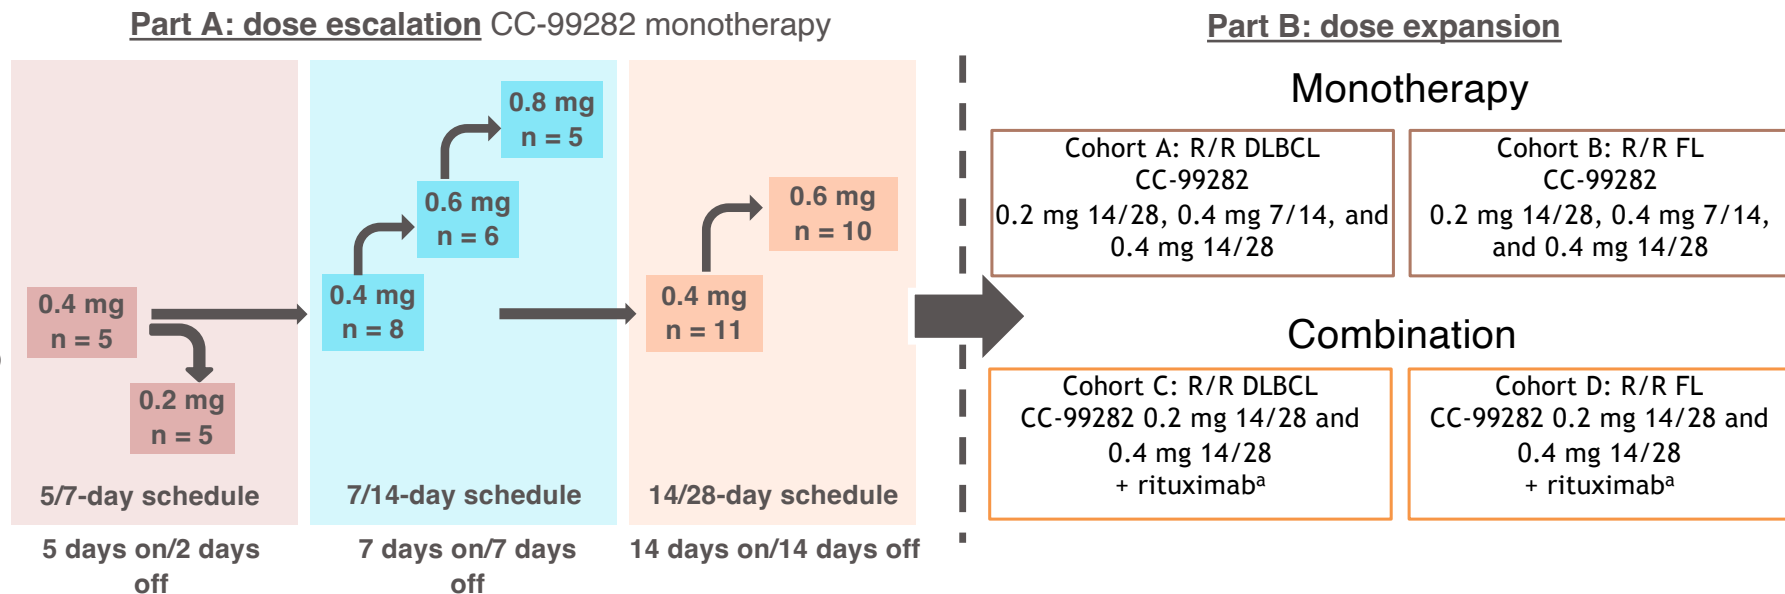 Part A: dose escalation CC-99282 monotherapy
0.4 mg
n = 5
0.2 mg
n = 5
5/7-day schedule
5 days on/2 days
off
0.8 mg
n = 5
0.6 mg
n = 6
0.4 mg
n = 8
7/14-day schedule
7 days on/7 days
off
0.6 mg
n = 10
0.4 mg
n = 11
14/28-day schedule
14 days on/14 days off
Part B: dose expansion
Monotherapy
Cohort A: R/R DLBCL
CC-99282
0.2 mg 14/28, 0.4 mg 7/14, and
0.4 mg 14/28
Cohort B: R/R FL
CC-99282
0.2 mg 14/28, 0.4 mg 7/14,
and 0.4 mg 14/28
Combination
Cohort C: R/R DLBCL
CC-99282 0.2 mg 14/28 and
0.4 mg 14/28
+ rituximabᵃ
Cohort D: R/R FL
CC-99282 0.2 mg 14/28 and
0.4 mg 14/28
+ rituximabᵃ